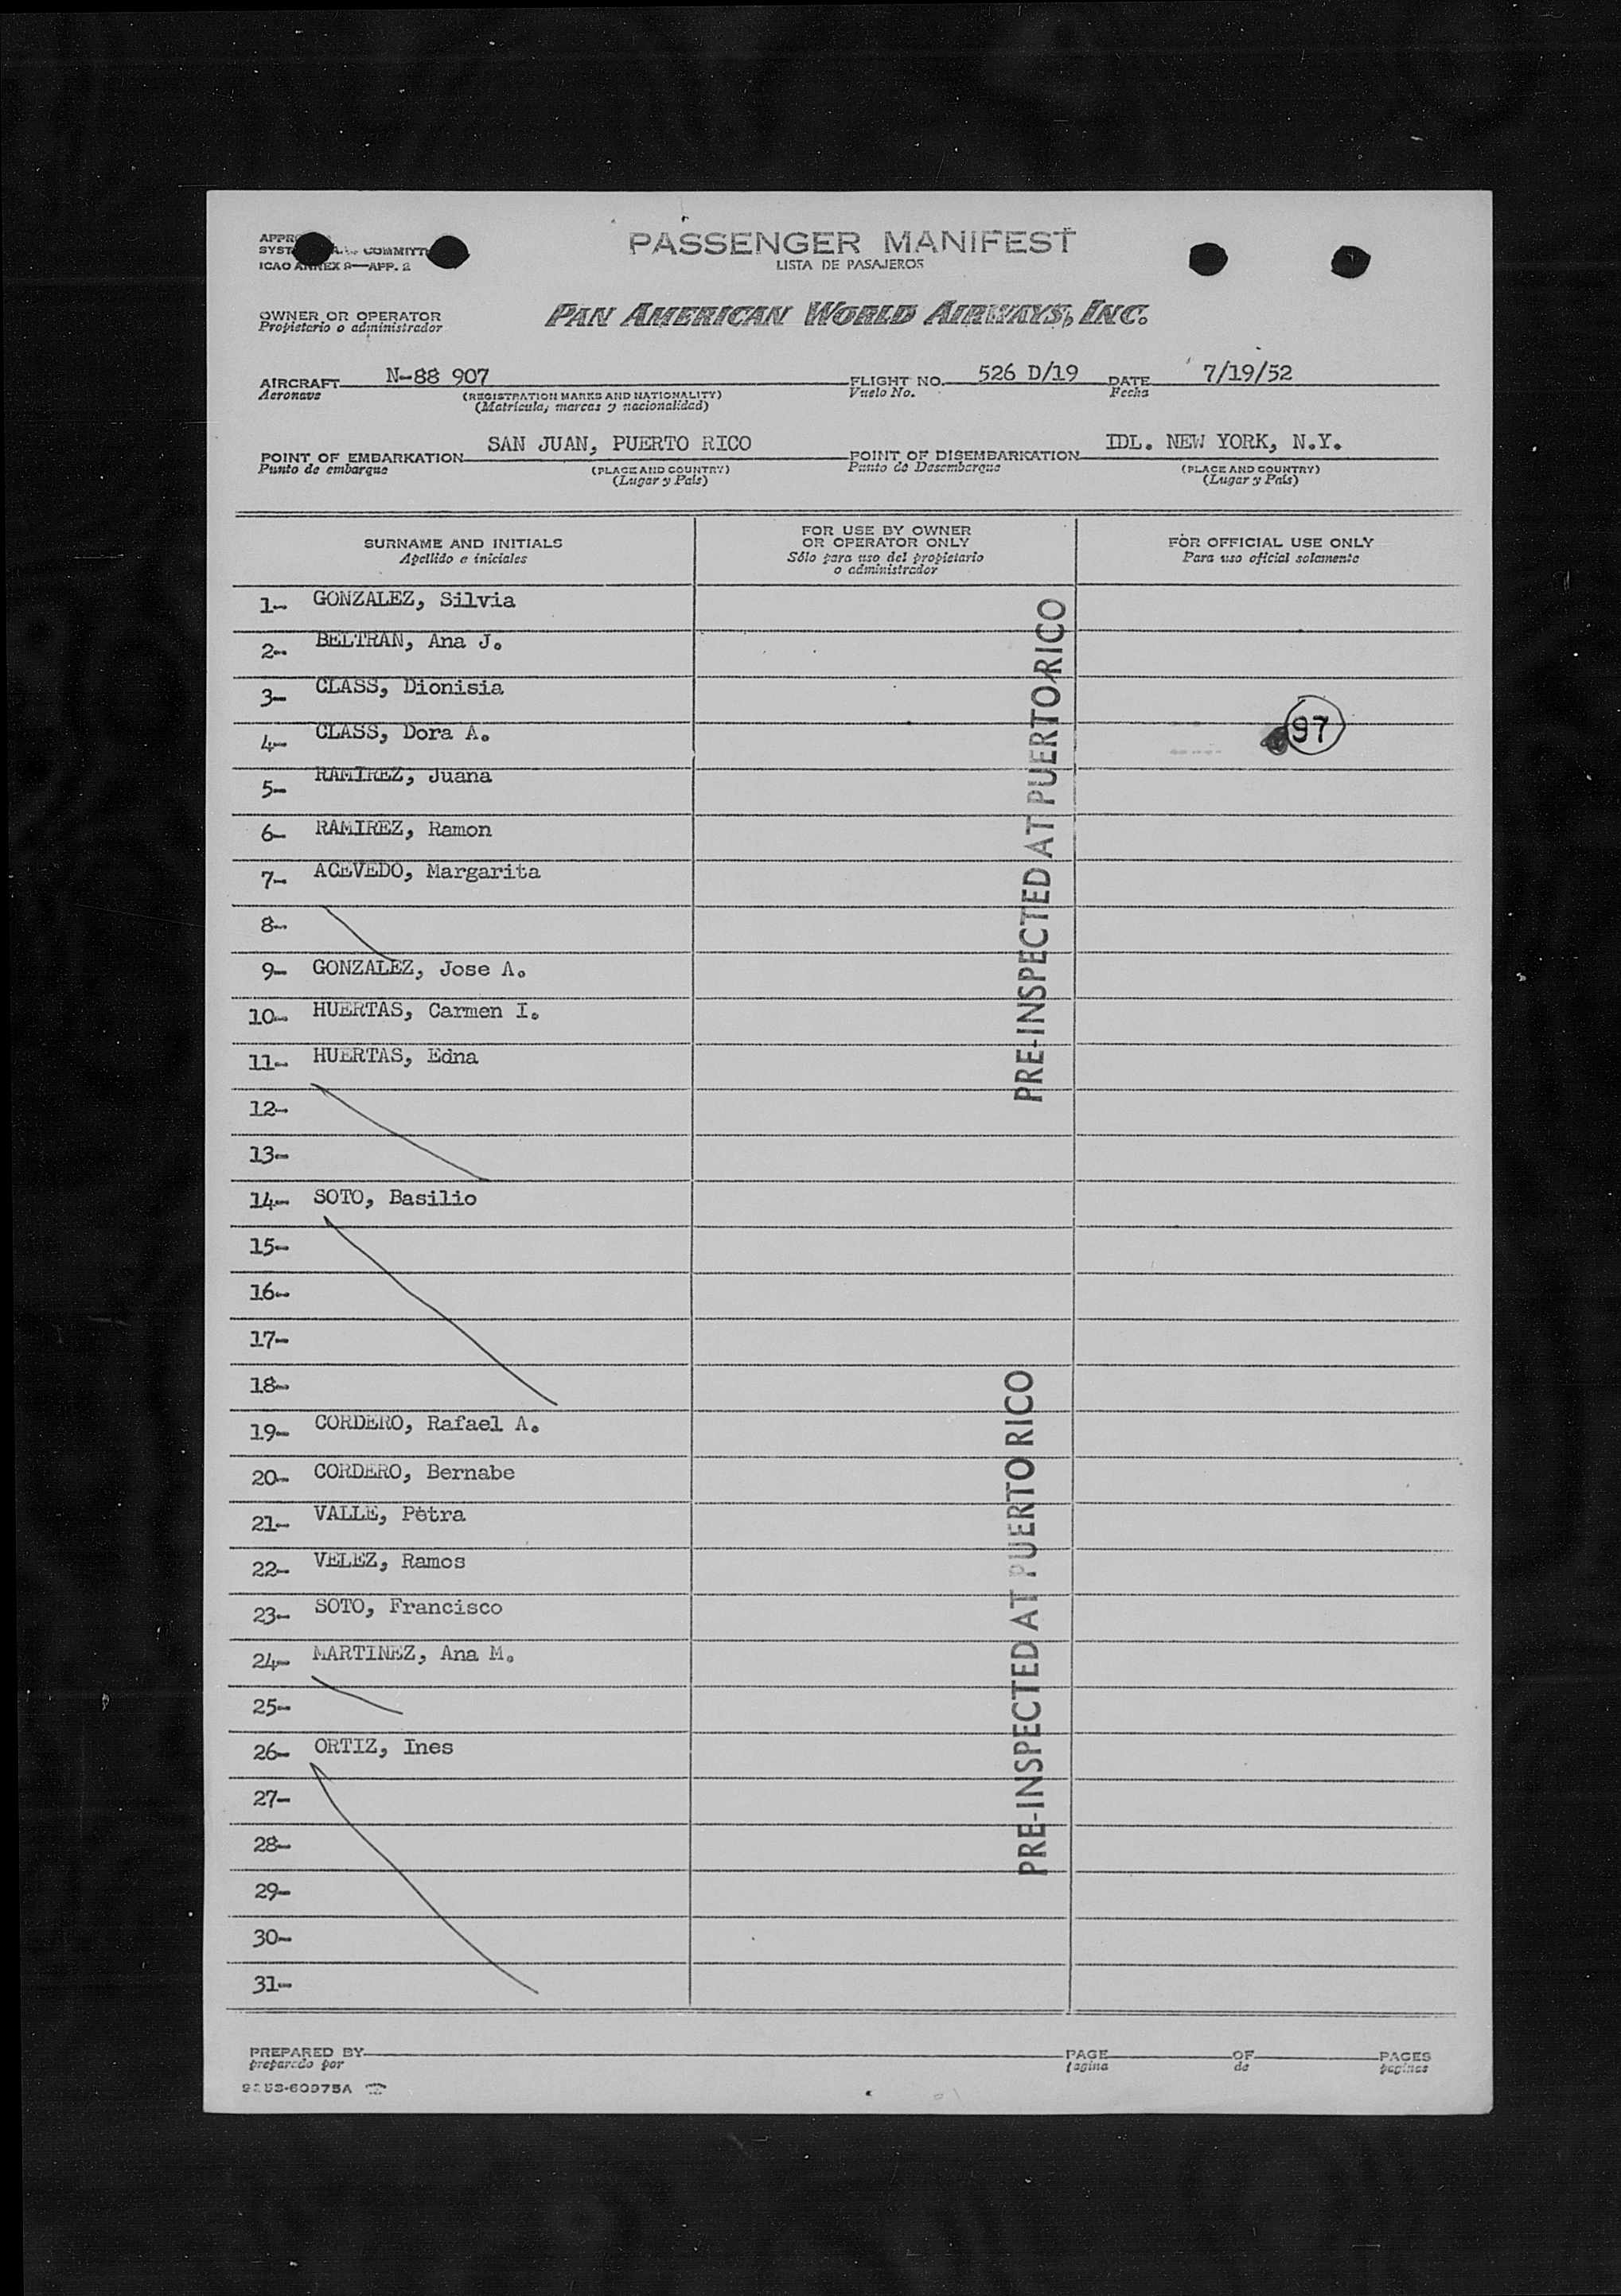 PASSENGER MANIFEST
LISTA DE PASAJEROS
ICAO ANNEX 9—APP. 2
OWNER OR OPERATOR
Propietario o administrador
PAN AMERICAN WORLD AIRWAYS, INC.
AIRCRAFT N-88 907 FLIGHT NO. 526 D/19 DATE 7/19/52
Aeronave (REGISTRATION MARKS AND NATIONALITY) Vuelo No. Fecha
(Matrícula, marcas y nacionalidad)
POINT OF EMBARKATION SAN JUAN, PUERTO RICO POINT OF DISEMBARKATION IDL. NEW YORK, N.Y.
Punto de embarque (PLACE AND COUNTRY) Punto de Desembarque (PLACE AND COUNTRY)
(Lugar y País) (Lugar y País)
SURNAME AND INITIALS
Apellido e iniciales
FOR USE BY OWNER
OR OPERATOR ONLY
Sólo para uso del propietario
o administrador
FOR OFFICIAL USE ONLY
Para uso oficial solamente
1- GONZALEZ, Silvia
2- BELTRAN, Ana J.
3- CLASS, Dionisia
4- CLASS, Dora A.
5- RAMIREZ, Juana
6- RAMIREZ, Ramon
7- ACEVEDO, Margarita
8-
9- GONZALEZ, Jose A.
10- HUERTAS, Carmen I.
11- HUERTAS, Edna
12-
13-
14- SOTO, Basilio
15-
16-
17-
18-
19- CORDERO, Rafael A.
20- CORDERO, Bernabe
21- VALLE, Petra
22- VELEZ, Ramos
23- SOTO, Francisco
24- MARTINEZ, Ana M.
25-
26- ORTIZ, Ines
27-
28-
29-
30-
31-
PRE-INSPECTED AT PUERTO RICO
97
PRE-INSPECTED AT PUERTO RICO
PREPARED BY PAGE OF PAGES
preparado por pagina de paginas